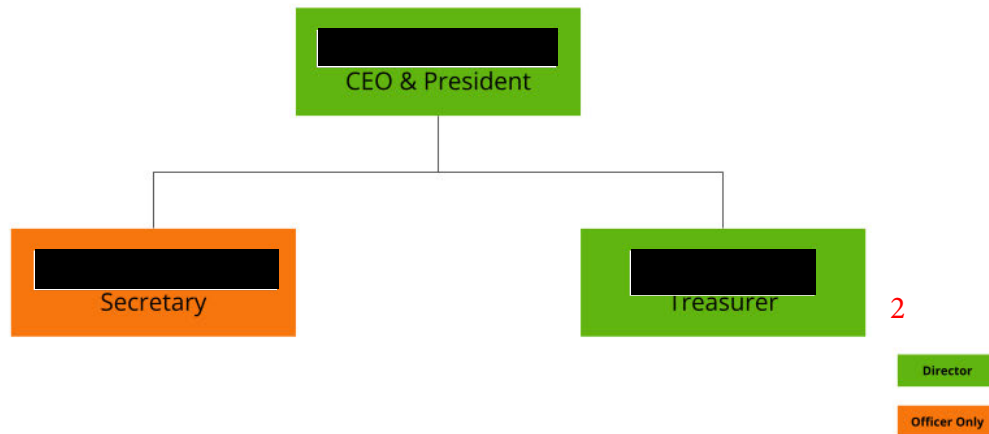 CEO & President
Secretary
Treasurer
2
Director
Officer Only